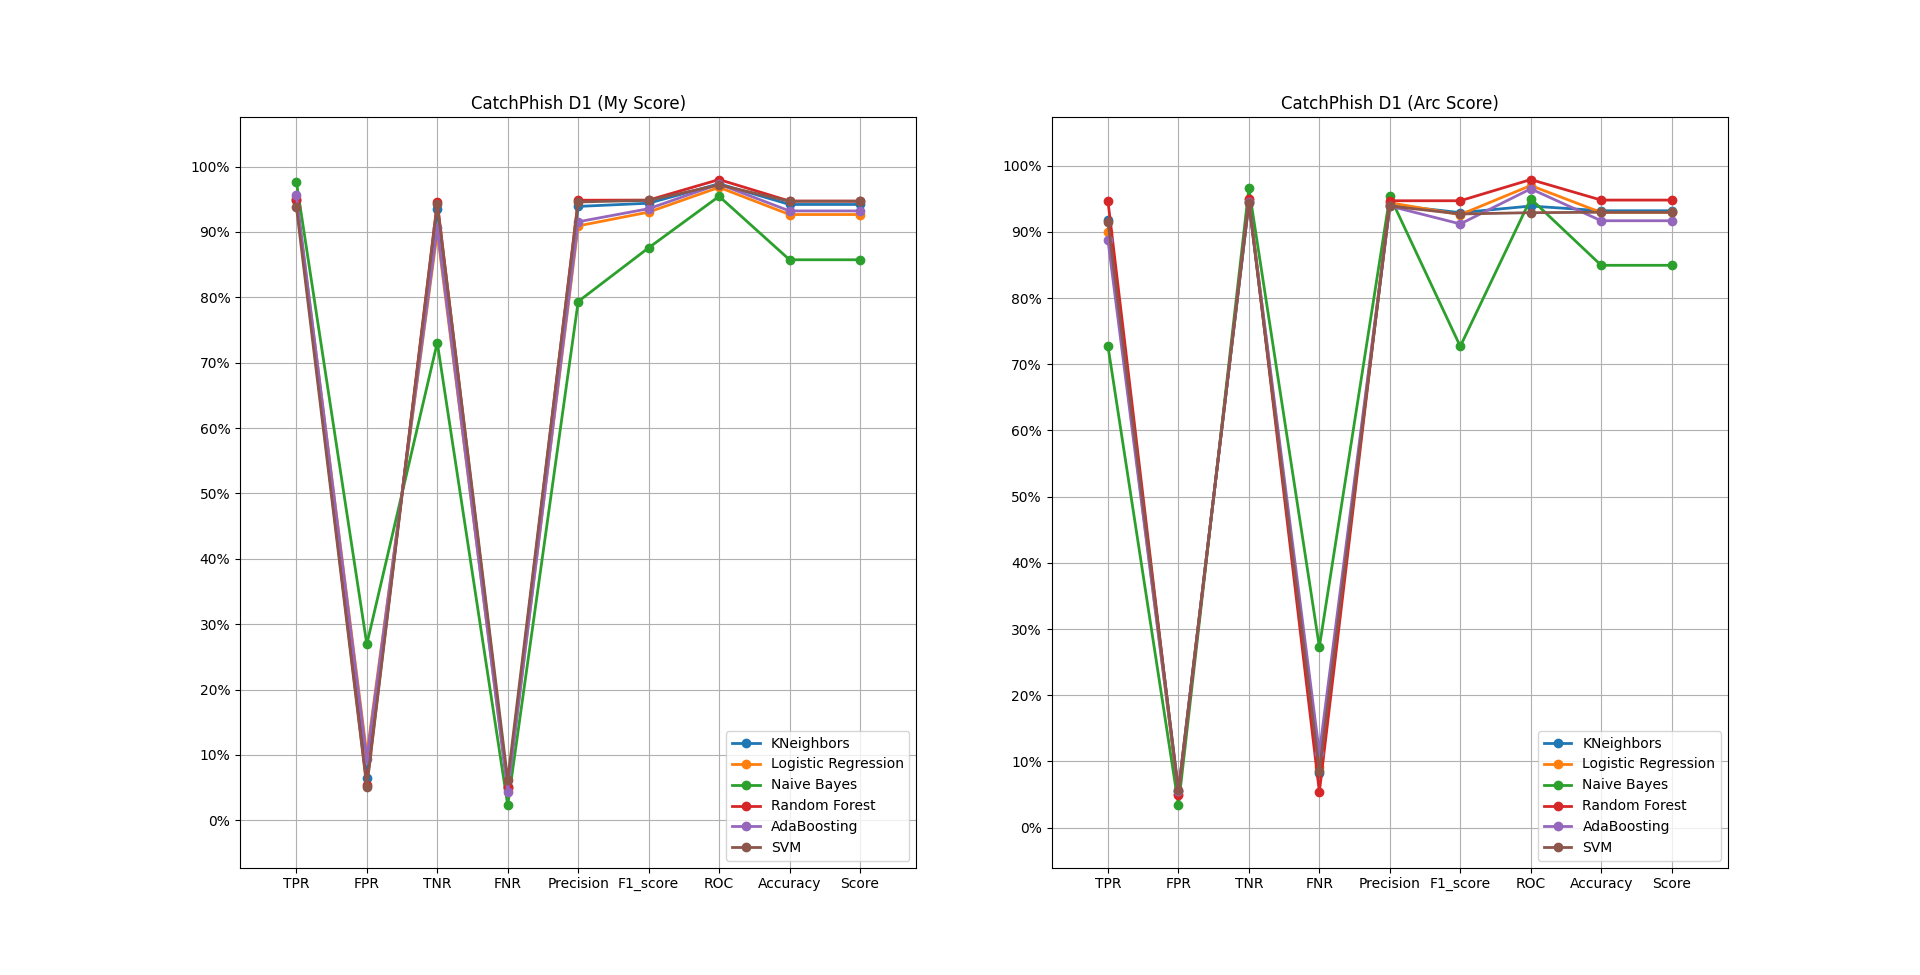 CatchPhish D1 (My Score)
100%
90%
80%
70%
60%
50%
40%
30%
20%
10%
0%
TPR FPR TNR FNR Precision F1_score ROC Accuracy Score
KNeighbors
Logistic Regression
Naive Bayes
Random Forest
AdaBoosting
SVM
CatchPhish D1 (Arc Score)
100%
90%
80%
70%
60%
50%
40%
30%
20%
10%
0%
TPR FPR TNR FNR Precision F1_score ROC Accuracy Score
KNeighbors
Logistic Regression
Naive Bayes
Random Forest
AdaBoosting
SVM